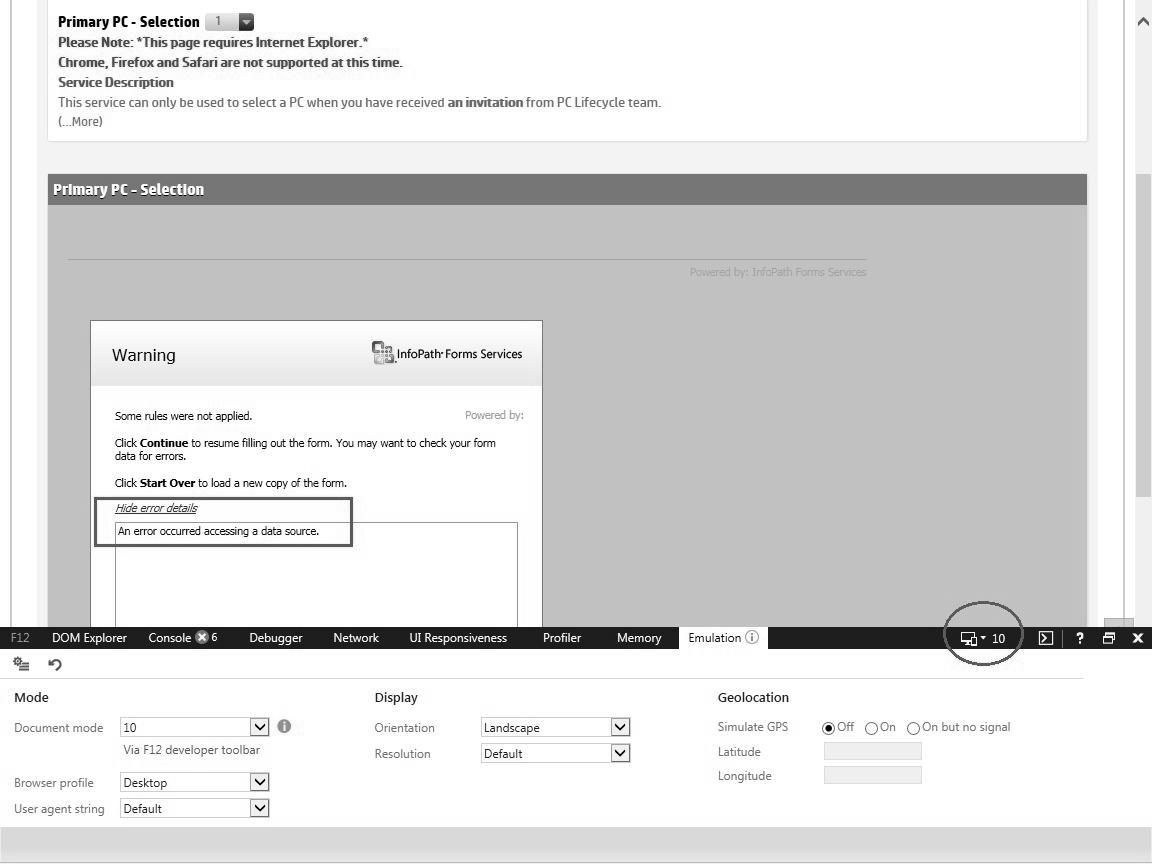 Primary PC - Selection 1
Please Note: *This page requires Internet Explorer.*
Chrome, Firefox and Safari are not supported at this time.
Service Description
This service can only be used to select a PC when you have received an invitation from PC Lifecycle team.
(...More)
Primary PC - Selection
Powered by: InfoPath Forms Services
Warning
InfoPath Forms Services
Some rules were not applied.
Powered by:
Click Continue to resume filling out the form. You may want to check your form
data for errors.
Click Start Over to load a new copy of the form.
Hide error details
An error occurred accessing a data source.
F12 DOM Explorer Console 6 Debugger Network UI Responsiveness Profiler Memory Emulation 10 ?
Mode Display Geolocation
Document mode 10 Orientation Landscape Simulate GPS Off On On but no signal
Via F12 developer toolbar Resolution Default Latitude
Longitude
Browser profile Desktop
User agent string Default